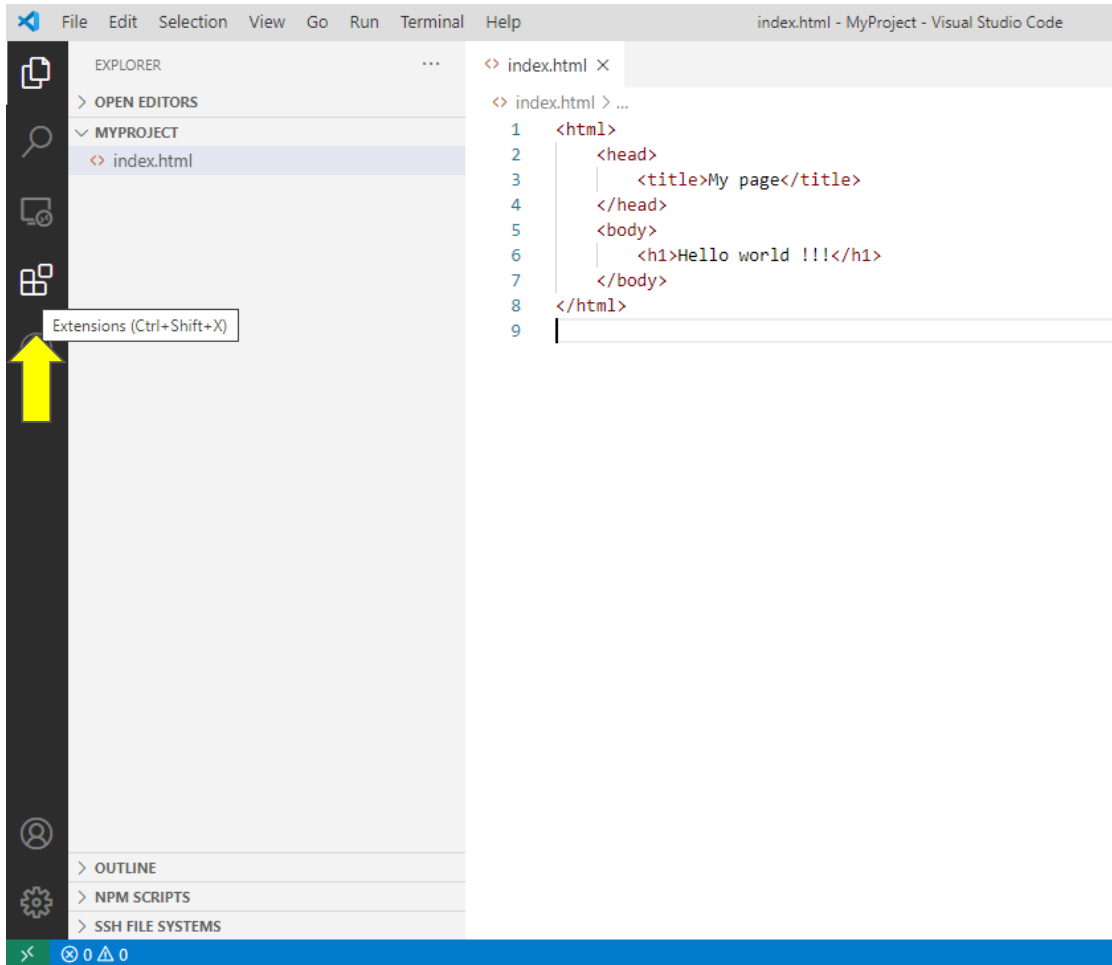 File Edit Selection View Go Run Terminal Help index.html - MyProject - Visual Studio Code
EXPLORER ...
OPEN EDITORS
MYPROJECT
index.html
Extensions (Ctrl+Shift+X)
OUTLINE
NPM SCRIPTS
SSH FILE SYSTEMS
index.html
index.html > ...
1 <html>
2 <head>
3 <title>My page</title>
4 </head>
5 <body>
6 <h1>Hello world !!!</h1>
7 </body>
8 </html>
9
0 0